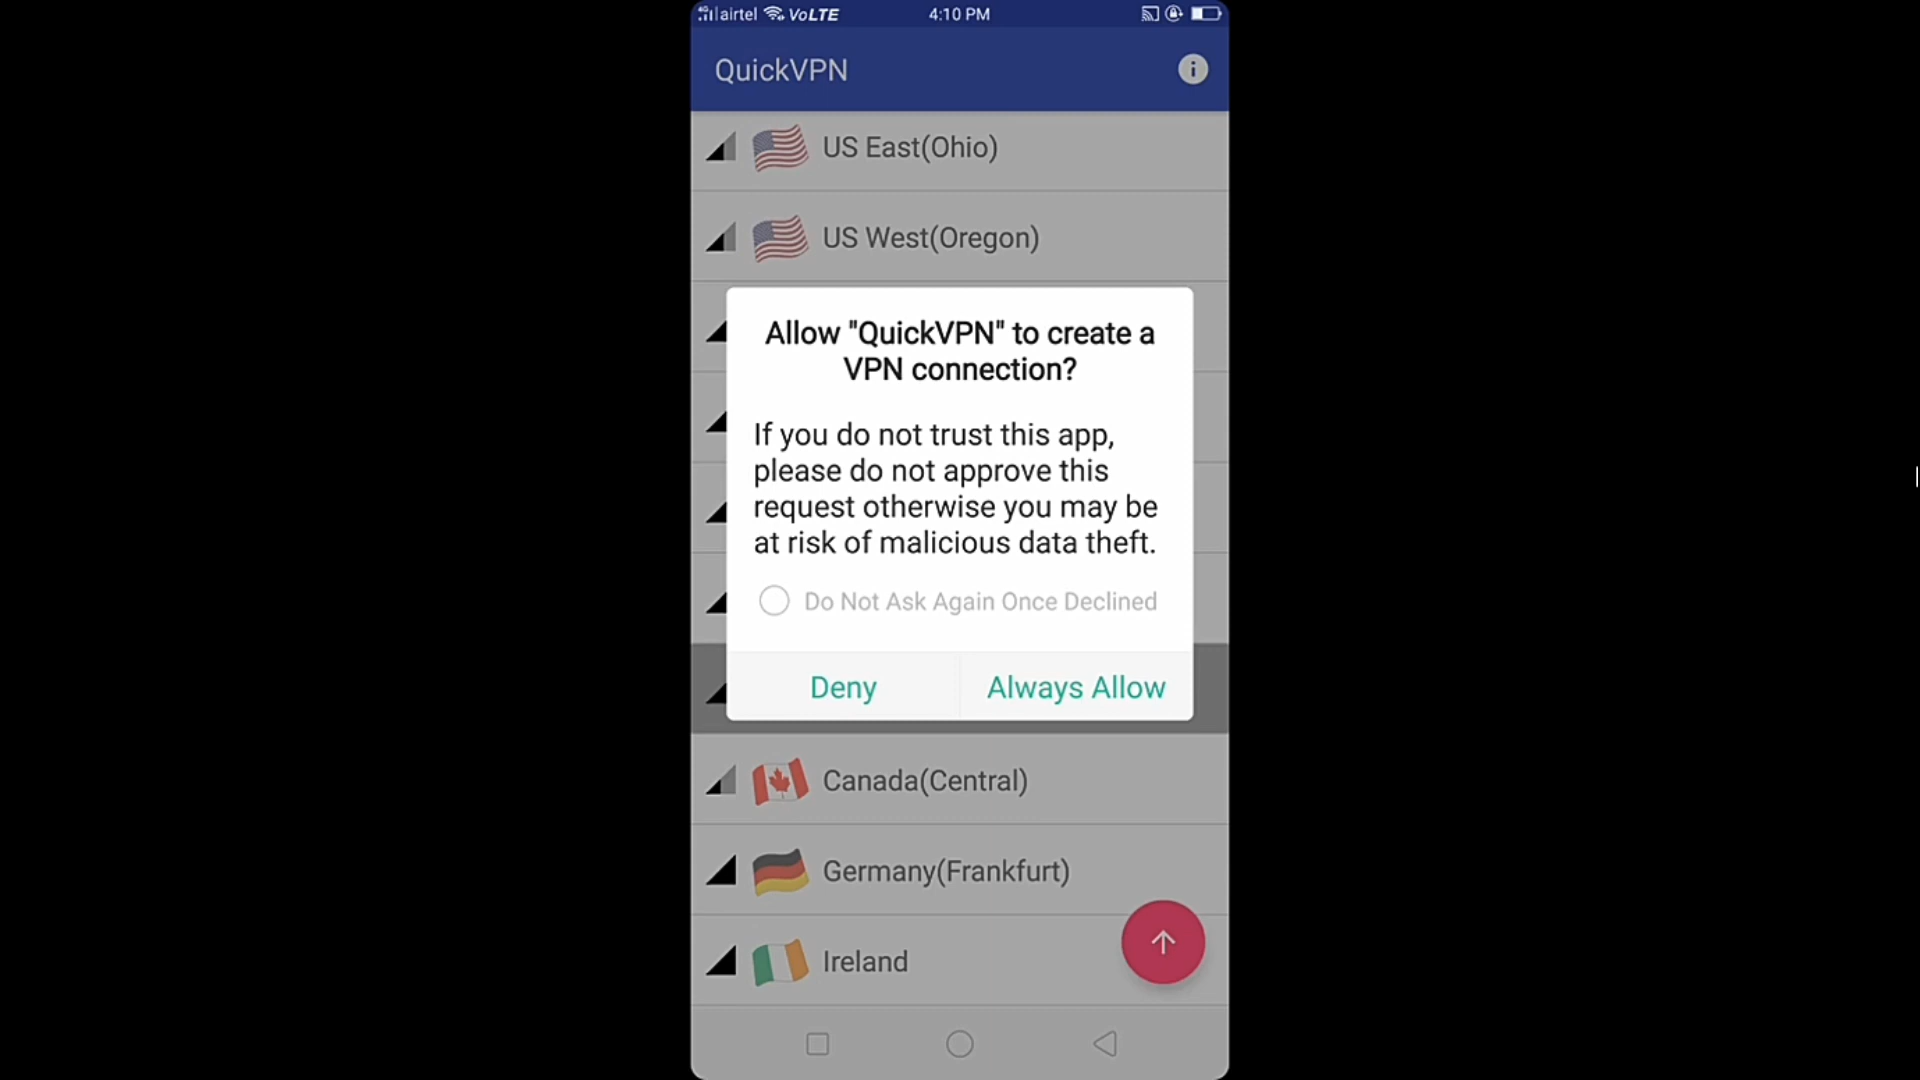 4G airtel VoLTE 4:10 PM
QuickVPN
US East(Ohio)
US West(Oregon)
Allow "QuickVPN" to create a
VPN connection?
If you do not trust this app,
please do not approve this
request otherwise you may be
at risk of malicious data theft.
Do Not Ask Again Once Declined
Deny Always Allow
Canada(Central)
Germany(Frankfurt)
Ireland